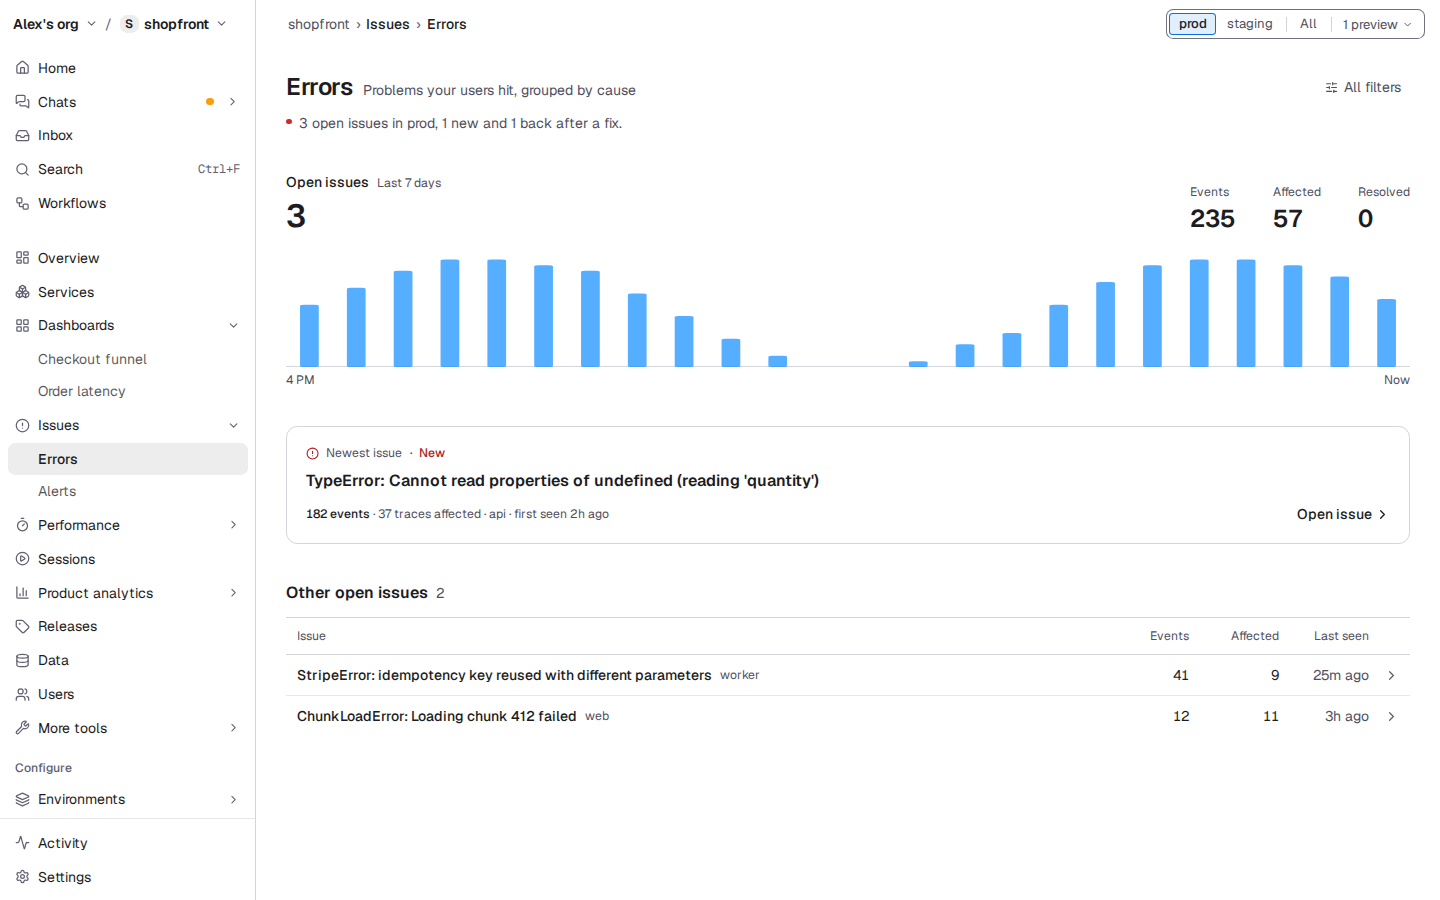 Alex's org / S shopfront
Home
Chats
Inbox
Search Ctrl+F
Workflows
Overview
Services
Dashboards
Checkout funnel
Order latency
Issues
Errors
Alerts
Performance
Sessions
Product analytics
Releases
Data
Users
More tools
Configure
Environments
Activity
Settings
shopfront › Issues › Errors
prod staging All 1 preview
Errors Problems your users hit, grouped by cause
All filters
3 open issues in prod, 1 new and 1 back after a fix.
Open issues Last 7 days
3
Events Affected Resolved
235 57 0
4 PM Now
Newest issue · New
TypeError: Cannot read properties of undefined (reading 'quantity')
182 events · 37 traces affected · api · first seen 2h ago
Open issue
Other open issues 2
Issue Events Affected Last seen
StripeError: idempotency key reused with different parameters worker 41 9 25m ago
ChunkLoadError: Loading chunk 412 failed web 12 11 3h ago